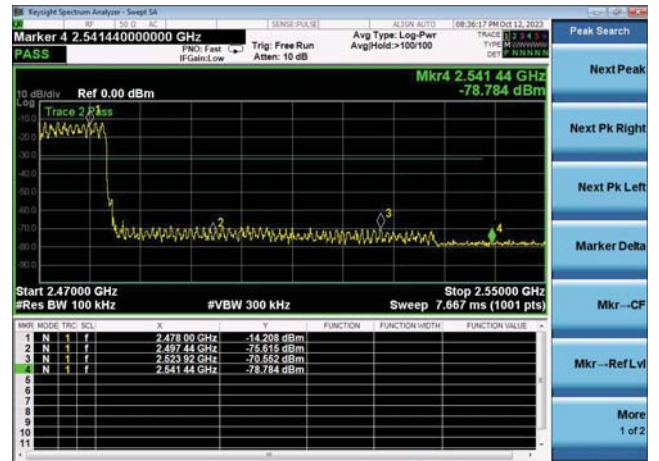 Keysight Spectrum Analyzer - Swept SA
RF 50 Ω AC SENSE:PULSE ALIGN AUTO 08:36:17 PM Oct 12, 2023
Marker 4 2.541440000000 GHz
PASS
PNO: Fast
IFGain:Low
Trig: Free Run
Atten: 10 dB
Avg Type: Log-Pwr
Avg|Hold:>100/100
TRACE 1 2 3 4 5 6
TYPE M WWWWW
DET P N N N N N
Peak Search
Next Peak
Next Pk Right
Next Pk Left
Marker Delta
Mkr→CF
Mkr→Ref Lvl
More
1 of 2
Mkr4 2.541 44 GHz
-78.784 dBm
10 dB/div Ref 0.00 dBm
Log
Trace 2 Pass
1
2
3
4
-10.0
-20.0
-30.0
-40.0
-50.0
-60.0
-70.0
-80.0
-90.0
Start 2.47000 GHz
Stop 2.55000 GHz
#Res BW 100 kHz
#VBW 300 kHz
Sweep 7.667 ms (1001 pts)
MKR MODE TRC SCL X Y FUNCTION FUNCTION WIDTH FUNCTION VALUE
1 N 1 f 2.478 00 GHz -14.208 dBm
2 N 1 f 2.497 44 GHz -75.615 dBm
3 N 1 f 2.523 92 GHz -70.552 dBm
4 N 1 f 2.541 44 GHz -78.784 dBm
5
6
7
8
9
10
11